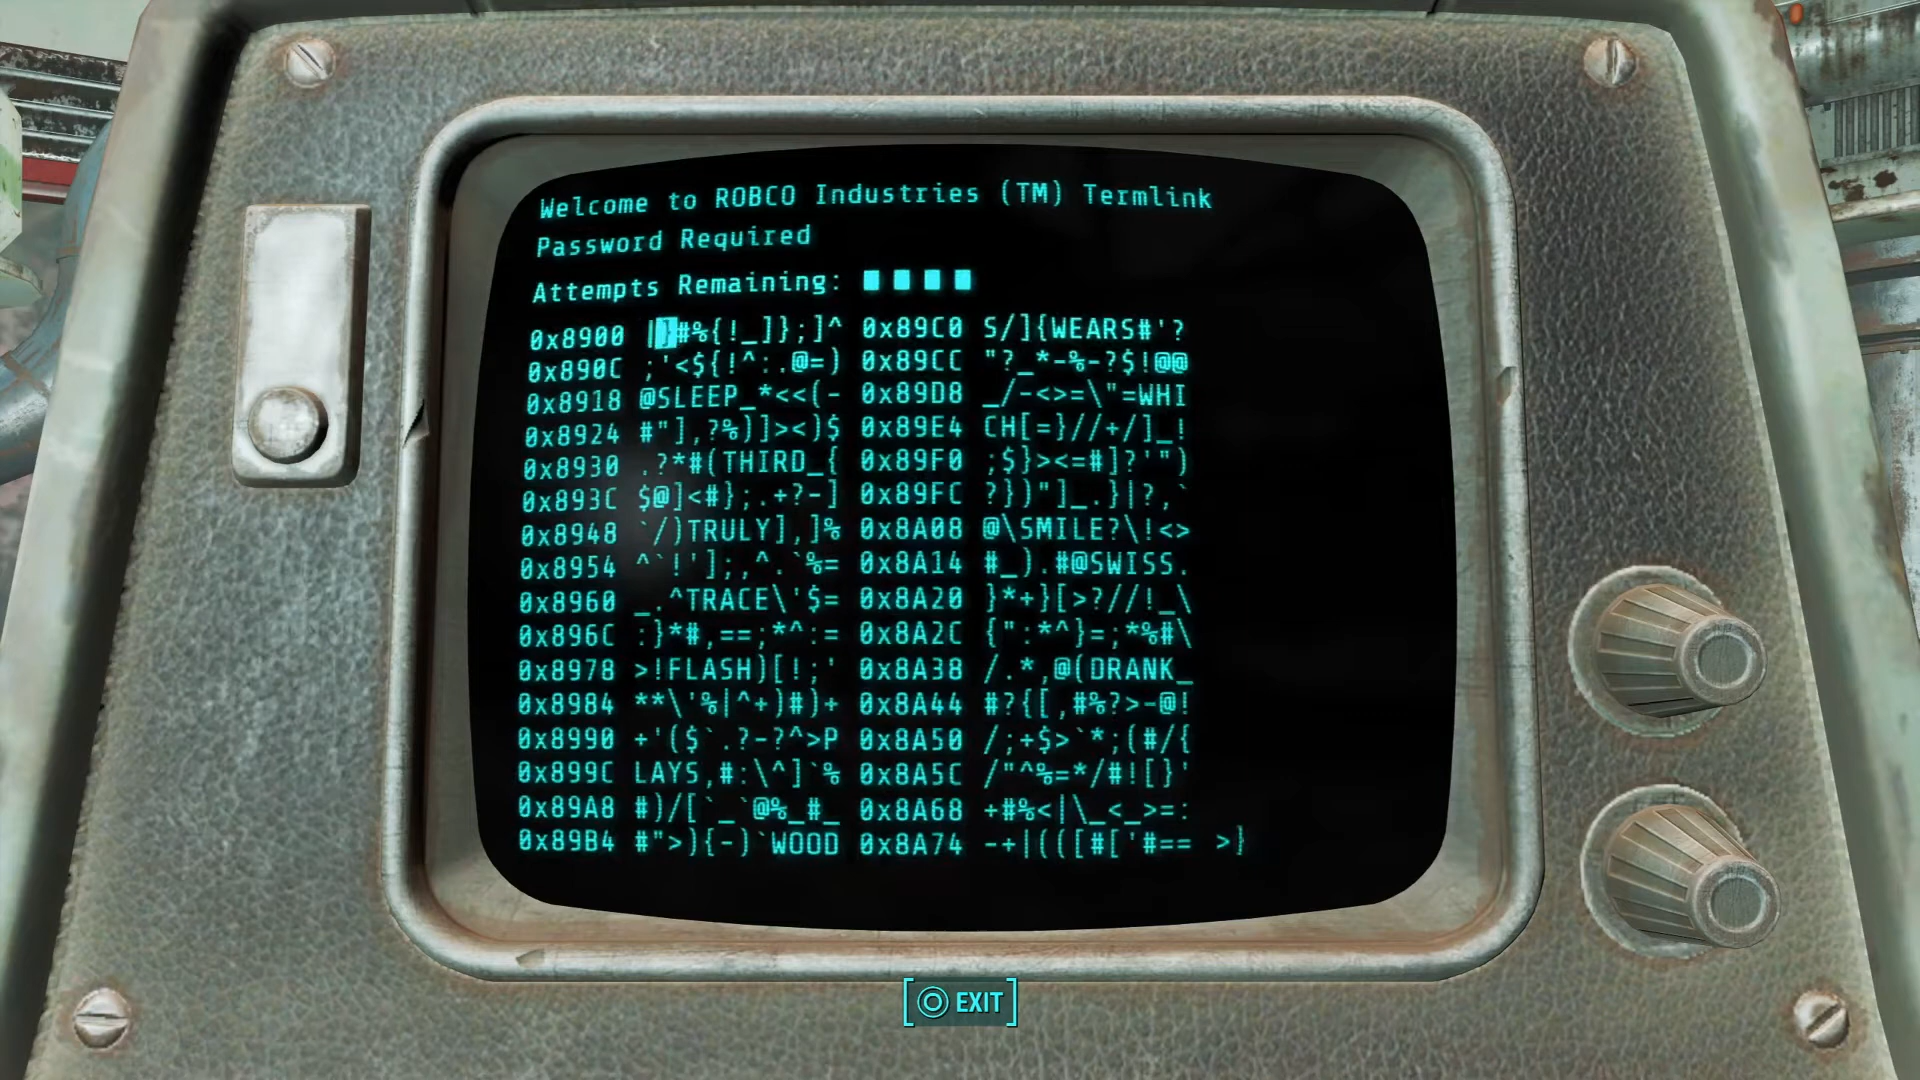 Welcome to ROBCO Industries (TM) Termlink
Password Required
Attempts Remaining: ■ ■ ■ ■
0x8900 |}#%{!_]};]^ 0x89C0 S/]{WEARS#'?
0x890C ;'<${!^:.@=) 0x89CC "?_*-%-?$!@@
0x8918 @SLEEP_*<<(- 0x89D8 _/-<>=\"=WHI
0x8924 #"],?%)]><)$ 0x89E4 CH[=}//+/]_!
0x8930 .?*#(THIRD_{ 0x89F0 ;$}><=#]?'")
0x893C $@]<#};.+?-] 0x89FC ?})"]_.}|?,`
0x8948 `/)TRULY],]% 0x8A08 @\SMILE?\!<>
0x8954 ^`!'];,^.`%= 0x8A14 #_).#@SWISS.
0x8960 _.^TRACE\'$= 0x8A20 }*+}[>?//!_\
0x896C :}*#,==;*^:= 0x8A2C {":*^}=;*%#\
0x8978 >!FLASH)[!;' 0x8A38 /.*,@(DRANK_
0x8984 **\'%|^+)#)+ 0x8A44 #?{[,#%?>-@!
0x8990 +'($`.?-?^>P 0x8A50 /;+$>`*;(#/{
0x899C LAYS,#:\^]`% 0x8A5C /"^%=*/#![}'
0x89A8 #)/[`_`@%_#_ 0x8A68 +#%<|\_<_>=:
0x89B4 #">){-)`WOOD 0x8A74 -+|(([#['#== >}
EXIT